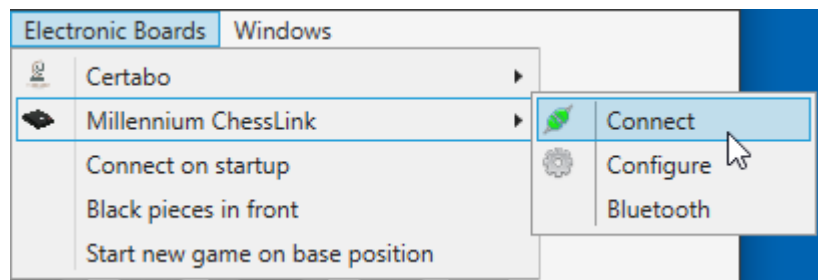 Electronic Boards Windows
Certabo
Millennium ChessLink
Connect
Connect on startup
Configure
Black pieces in front
Bluetooth
Start new game on base position